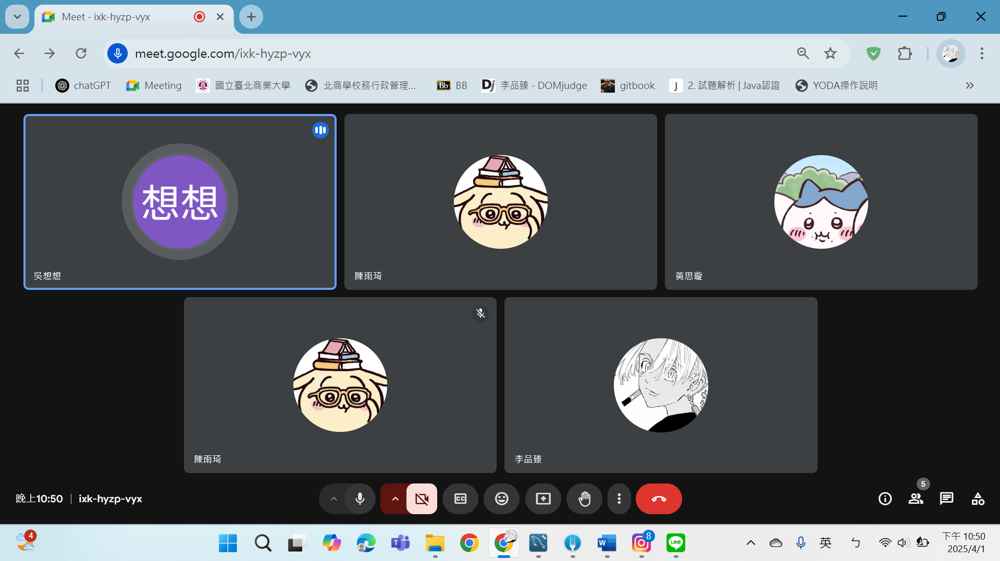 Meet - ixk-hyzp-vyx
meet.google.com/ixk-hyzp-vyx
chatGPT
Meeting
國立臺北商業大學
北商學校務行政管理...
Bb BB
Dj 李品臻 - DOMjudge
gitbook
J 2. 試題解析 | Java認證
YODA操作說明
想想
吳想想
陳雨琦
黃思璇
陳雨琦
李品臻
晚上10:50 | ixk-hyzp-vyx
CC
5
4
W
8
LINE
英
ㄅ
下午 10:50
2025/4/1